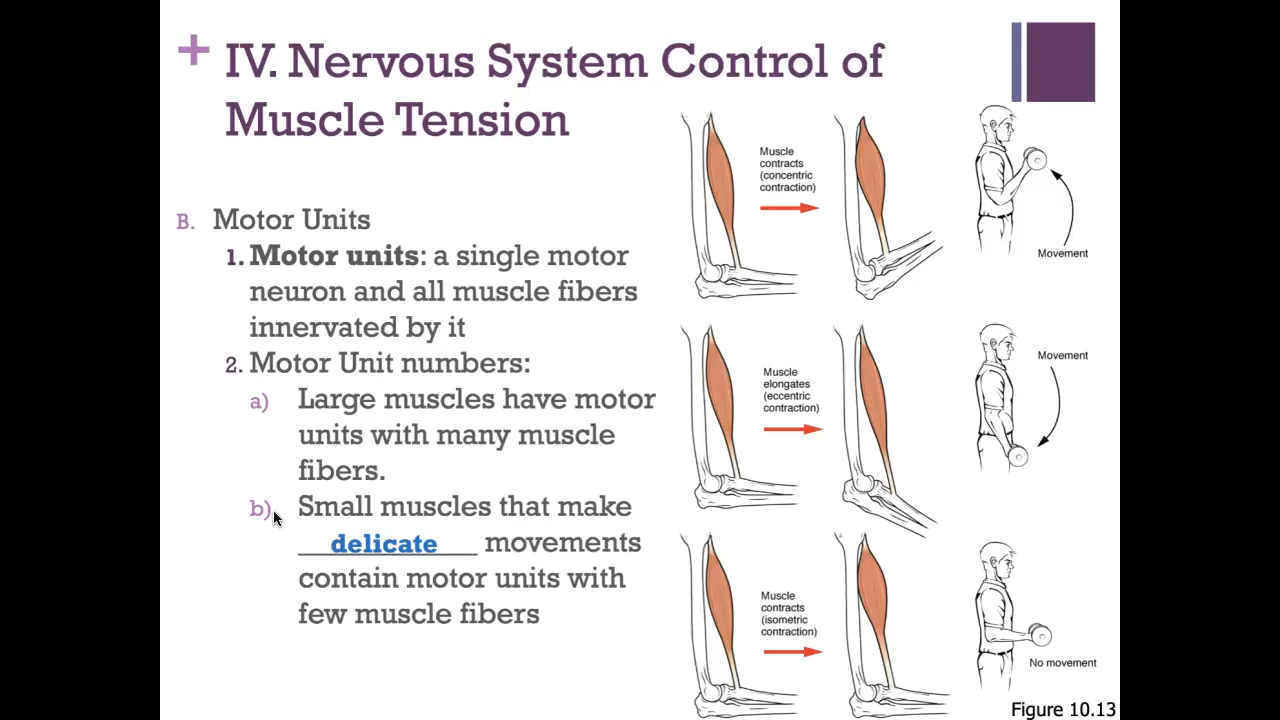 + IV. Nervous System Control of
Muscle Tension
B. Motor Units
1. Motor units: a single motor
neuron and all muscle fibers
innervated by it
2. Motor Unit numbers:
a) Large muscles have motor
units with many muscle
fibers.
b) Small muscles that make
delicate movements
contain motor units with
few muscle fibers
Muscle
contracts
(concentric
contraction)
Movement
Muscle
elongates
(eccentric
contraction)
Movement
Muscle
contracts
(isometric
contraction)
No movement
Figure 10.13